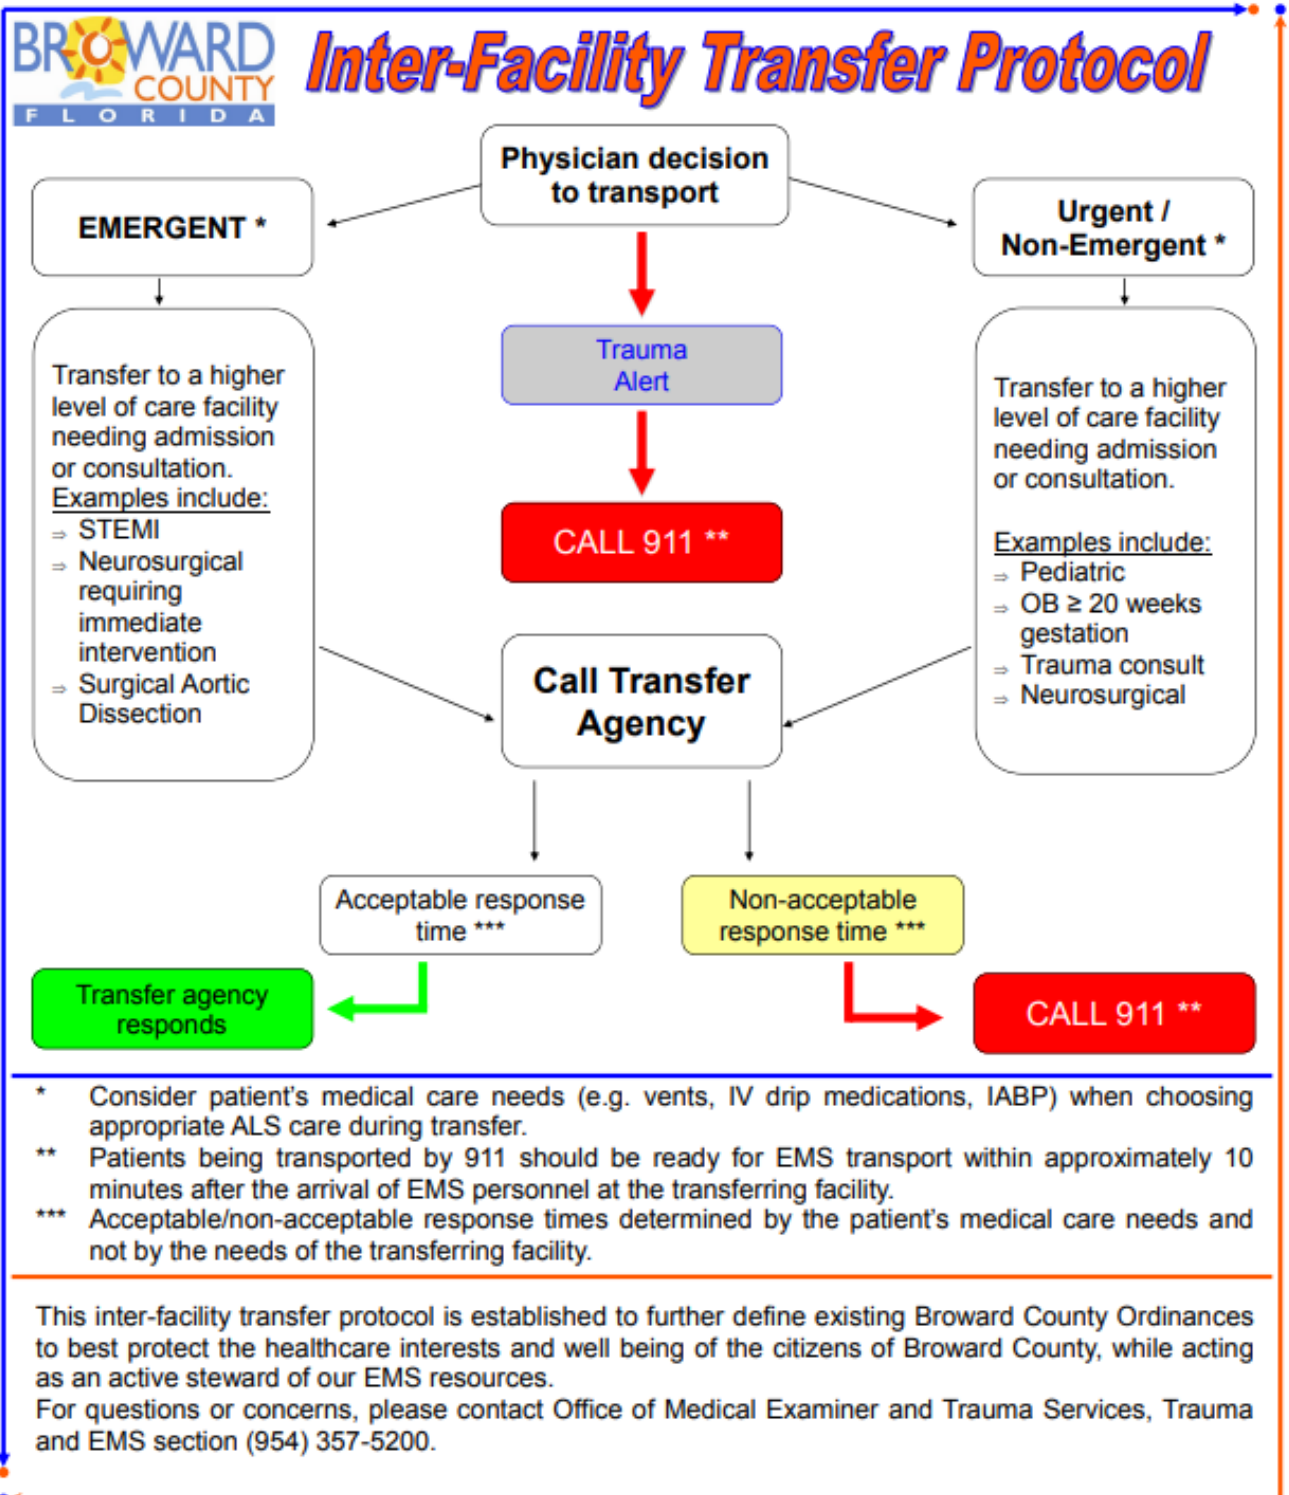 BROWARD
COUNTY
FLORIDA
Inter-Facility Transfer Protocol
Physician decision
to transport
EMERGENT *
Urgent /
Non-Emergent *
Trauma
Alert
CALL 911 **
Transfer to a higher
level of care facility
needing admission
or consultation.
Examples include:
⇒ STEMI
⇒ Neurosurgical
requiring
immediate
intervention
⇒ Surgical Aortic
Dissection
Transfer to a higher
level of care facility
needing admission
or consultation.
Examples include:
⇒ Pediatric
⇒ OB ≥ 20 weeks
gestation
⇒ Trauma consult
⇒ Neurosurgical
Call Transfer
Agency
Acceptable response
time ***
Non-acceptable
response time ***
Transfer agency
responds
CALL 911 **
* Consider patient’s medical care needs (e.g. vents, IV drip medications, IABP) when choosing
appropriate ALS care during transfer.
** Patients being transported by 911 should be ready for EMS transport within approximately 10
minutes after the arrival of EMS personnel at the transferring facility.
*** Acceptable/non-acceptable response times determined by the patient’s medical care needs and
not by the needs of the transferring facility.
This inter-facility transfer protocol is established to further define existing Broward County Ordinances
to best protect the healthcare interests and well being of the citizens of Broward County, while acting
as an active steward of our EMS resources.
For questions or concerns, please contact Office of Medical Examiner and Trauma Services, Trauma
and EMS section (954) 357-5200.